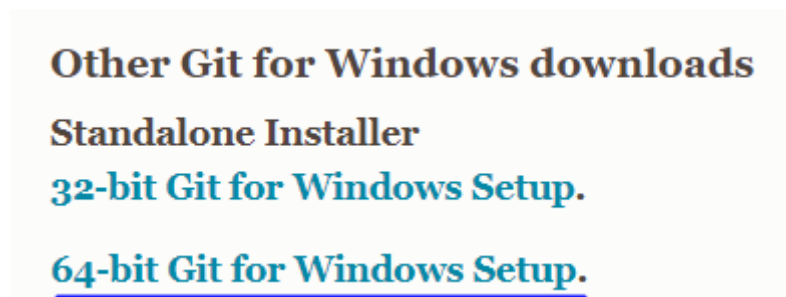 Other Git for Windows downloads
Standalone Installer
32-bit Git for Windows Setup.
64-bit Git for Windows Setup.